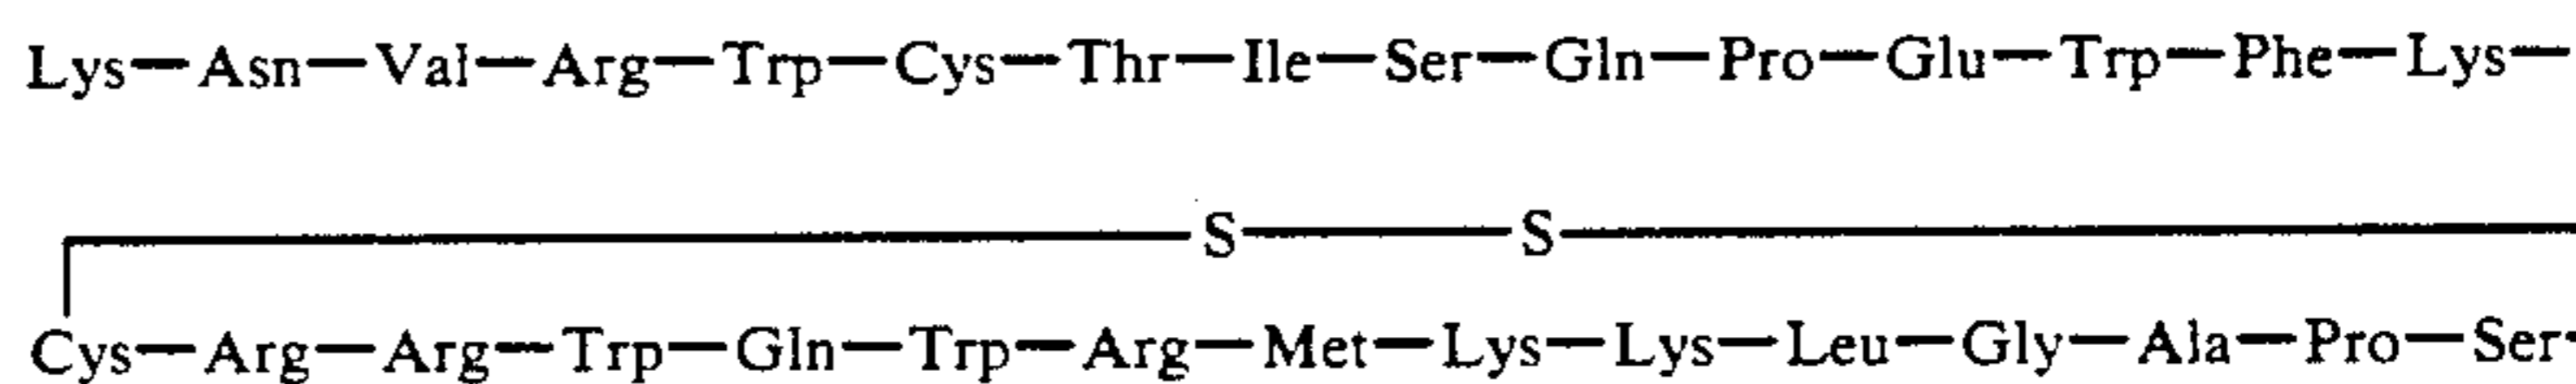 Lys—Asn—Val—Arg—Trp—Cys—Thr—Ile—Ser—Gln—Pro—Glu—Trp—Phe—Lys—
S—S
Cys—Arg—Arg—Trp—Gln—Trp—Arg—Met—Lys—Lys—Leu—Gly—Ala—Pro—Ser-